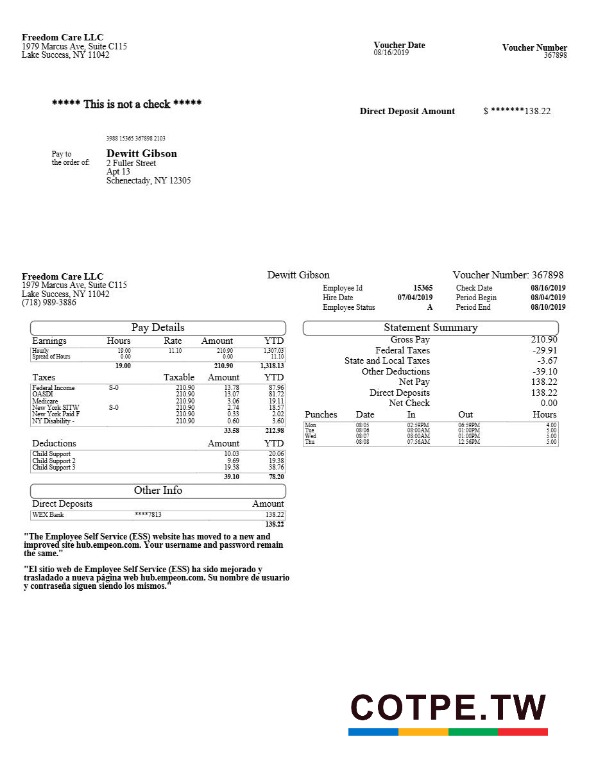 Freedom Care LLC
1979 Marcus Ave, Suite C115
Lake Success, NY 11042
Voucher Date
08/16/2019
Voucher Number
367898
***** This is not a check *****
Direct Deposit Amount $ *******138.22
3988 15365 367898 2103
Pay to
the order of:
Dewitt Gibson
2 Fuller Street
Apt 13
Schenectady, NY 12305
Freedom Care LLC
1979 Marcus Ave, Suite C115
Lake Success, NY 11042
(718) 989-3886
Dewitt Gibson
Voucher Number: 367898
Employee Id 15365 Check Date 08/16/2019
Hire Date 07/04/2019 Period Begin 08/04/2019
Employee Status A Period End 08/10/2019
Pay Details
Earnings Hours Rate Amount YTD
Hourly 19.00 11.10 210.90 1,307.03
Spread of Hours 0.00 0.00 11.10
19.00 210.90 1,318.13
Taxes Taxable Amount YTD
Federal Income S-0 210.90 13.78 87.96
OASDI 210.90 13.07 81.72
Medicare 210.90 3.06 19.11
New York SITW S-0 210.90 2.74 18.57
New York Paid F 210.90 0.33 2.02
NY Disability - 210.90 0.60 3.60
33.58 212.98
Deductions Amount YTD
Child Support 10.03 20.06
Child Support 2 9.69 19.38
Child Support 3 19.38 38.76
39.10 78.20
Other Info
Direct Deposits Amount
WEX Bank ****7813 138.22
138.22
Statement Summary
Gross Pay 210.90
Federal Taxes -29.91
State and Local Taxes -3.67
Other Deductions -39.10
Net Pay 138.22
Direct Deposits 138.22
Net Check 0.00
Punches Date In Out Hours
Mon 08/05 02:59PM 06:59PM 4.00
Tue 08/06 08:00AM 01:00PM 5.00
Wed 08/07 08:00AM 01:00PM 5.00
Thu 08/08 07:56AM 12:56PM 5.00
"The Employee Self Service (ESS) website has moved to a new and
improved site hub.empeon.com. Your username and password remain
the same."
"El sitio web de Employee Self Service (ESS) ha sido mejorado y
trasladado a nueva página web hub.empeon.com. Su nombre de usuario
y contraseña siguen siendo los mismos."
COTPE.TW